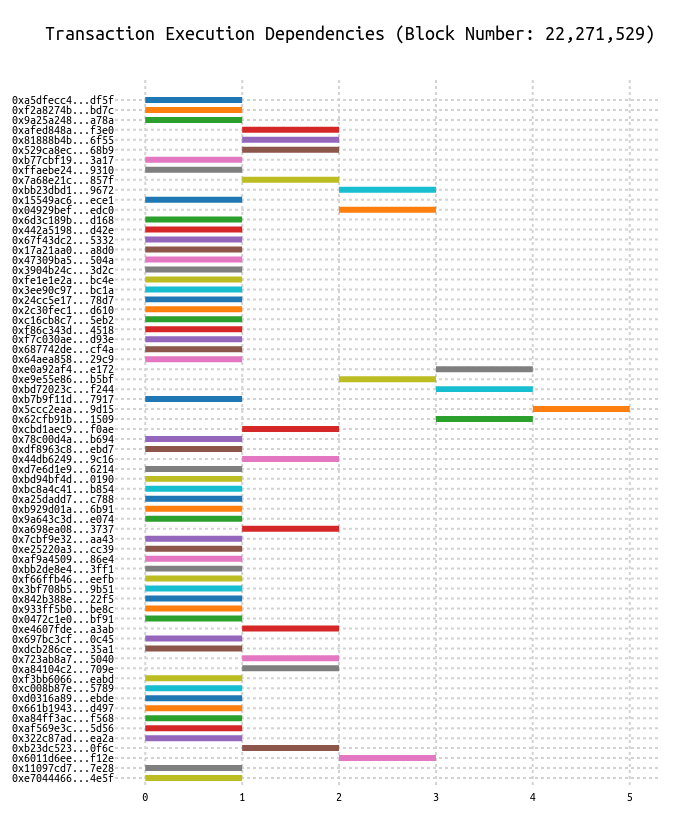 Transaction Execution Dependencies (Block Number: 22,271,529)
0xa5dfecc4...df5f
0xf2a8274b...bd7c
0x9a25a248...a78a
0xafed848a...f3e0
0x81888b4b...6f55
0x529ca8ec...68b9
0xb77cbf19...3a17
0xffaebe24...9310
0x7a68e21c...857f
0xbb23dbd1...9672
0x15549ac6...ece1
0x04929bef...edc0
0x6d3c189b...d168
0x442a5198...d42e
0x67f43dc2...5332
0x17a21aa0...a8d0
0x47309ba5...504a
0x3904b24c...3d2c
0xfe1e1e2a...bc4e
0x3ee90c97...bc1a
0x24cc5e17...78d7
0x2c30fec1...d610
0xc16cb8c7...5eb2
0xf86c343d...4518
0xf7c030ae...d93e
0x687742de...cf4a
0x64aea858...29c9
0xe0a92af4...e172
0xe9e55e86...b5bf
0xbd72023c...f244
0xb7b9f11d...7917
0x5ccc2eaa...9d15
0x62cfb91b...1509
0xcbd1aec9...f0ae
0x78c00d4a...b694
0xdf8963c8...ebd7
0x44db6249...9c16
0xd7e6d1e9...6214
0xbd94bf4d...0190
0xbc8a4c41...b854
0xa25dadd7...c788
0xb929d01a...6b91
0x9a643c3d...e074
0xa698ea08...3737
0x7cbf9e32...aa43
0xe25220a3...cc39
0xaf9a4509...86e4
0xbb2de8e4...3ff1
0xf66ffb46...eefb
0x3bf708b5...9b51
0x842b388e...22f5
0x933ff5b0...be8c
0x0472c1e0...bf91
0xe4607fde...a3ab
0x697bc3cf...0c45
0xdcb286ce...35a1
0x723ab8a7...5040
0xa84104c2...709e
0xf3bb6066...eabd
0xc008b87e...5789
0xd0316a89...ebde
0x661b1943...d497
0xa84ff3ac...f568
0xaf569e3c...5d56
0x322c87ad...ea2a
0xb23dc523...0f6c
0x6011d6ee...f12e
0x11097cd7...7e28
0xe7044466...4e5f
0 1 2 3 4 5